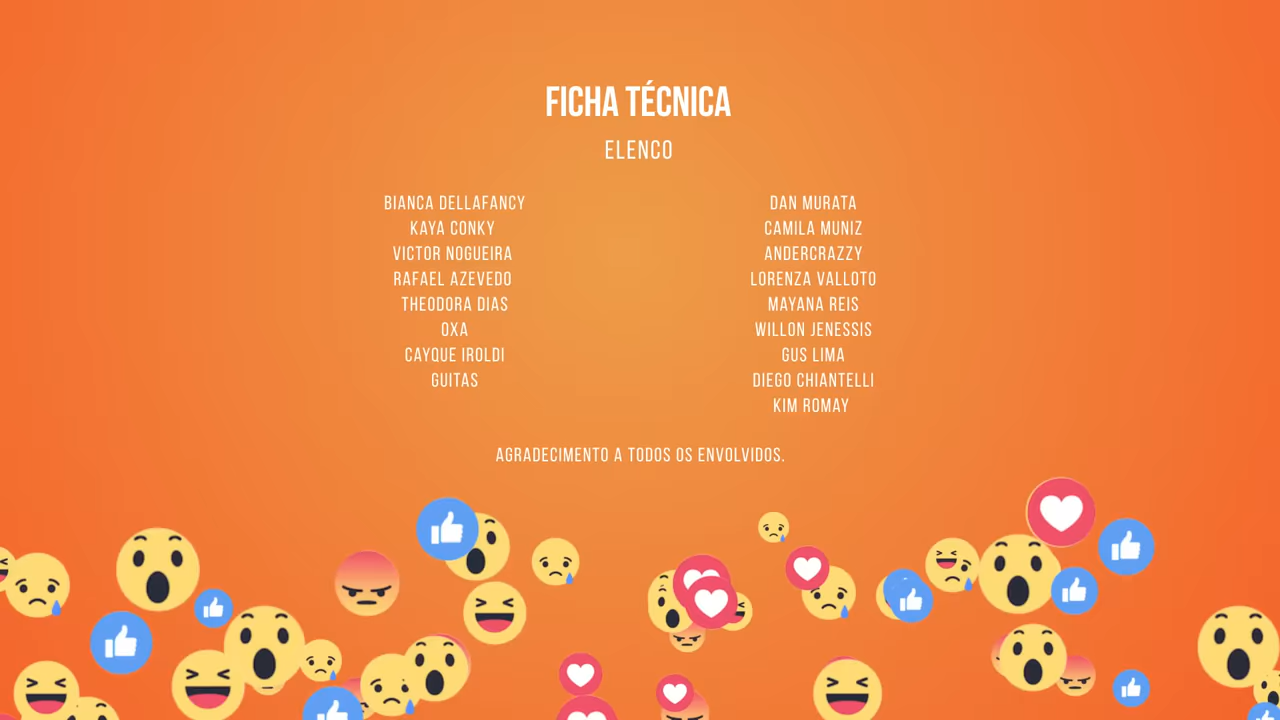 FICHA TÉCNICA
ELENCO
BIANCA DELLAFANCY
KAYA CONKY
VICTOR NOGUEIRA
RAFAEL AZEVEDO
THEODORA DIAS
OXA
CAYQUE IROLDI
GUITAS
DAN MURATA
CAMILA MUNIZ
ANDERCRAZZY
LORENZA VALLOTO
MAYANA REIS
WILLON JENESSIS
GUS LIMA
DIEGO CHIANTELLI
KIM ROMAY
AGRADECIMENTO A TODOS OS ENVOLVIDOS.